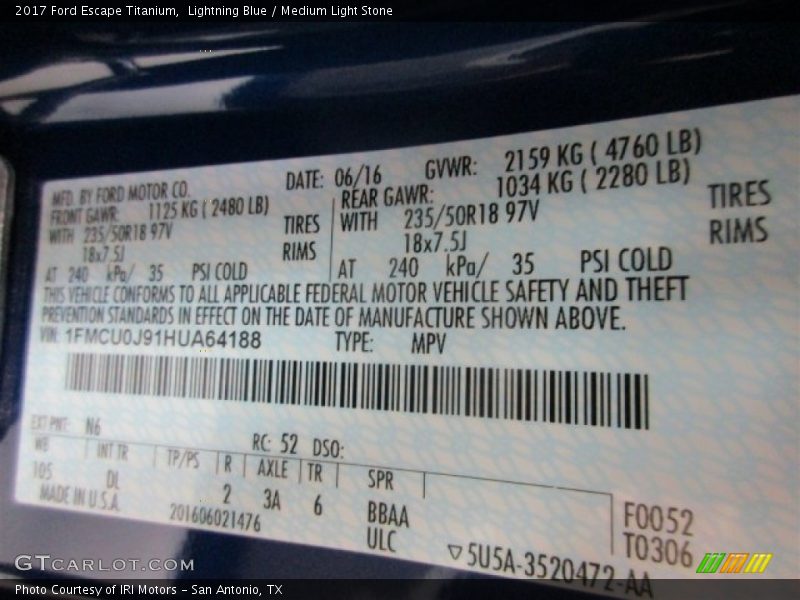 2017 Ford Escape Titanium,  Lightning Blue / Medium Light Stone
MFD. BY FORD MOTOR CO. DATE: 06/16 GVWR: 2159 KG ( 4760 LB)
FRONT GAWR: 1125 KG ( 2480 LB) REAR GAWR: 1034 KG ( 2280 LB)
WITH 235/50R18 97V TIRES WITH 235/50R18 97V TIRES
18x7.5J RIMS 18x7.5J RIMS
AT 240 kPa/ 35 PSI COLD AT 240 kPa/ 35 PSI COLD
THIS VEHICLE CONFORMS TO ALL APPLICABLE FEDERAL MOTOR VEHICLE SAFETY AND THEFT
PREVENTION STANDARDS IN EFFECT ON THE DATE OF MANUFACTURE SHOWN ABOVE.
VIN: 1FMCU0J91HUA64188 TYPE: MPV
EXT PNT: N6 RC: 52 DSO:
WB INT TR TP/PS R AXLE TR SPR
105 DL 2 3A 6 BBAA F0052
MADE IN U.S.A. 201606021476 ULC T0306
▽5U5A-3520472-AA
GTCARLOT.COM
Photo Courtesy of IRI Motors – San Antonio, TX